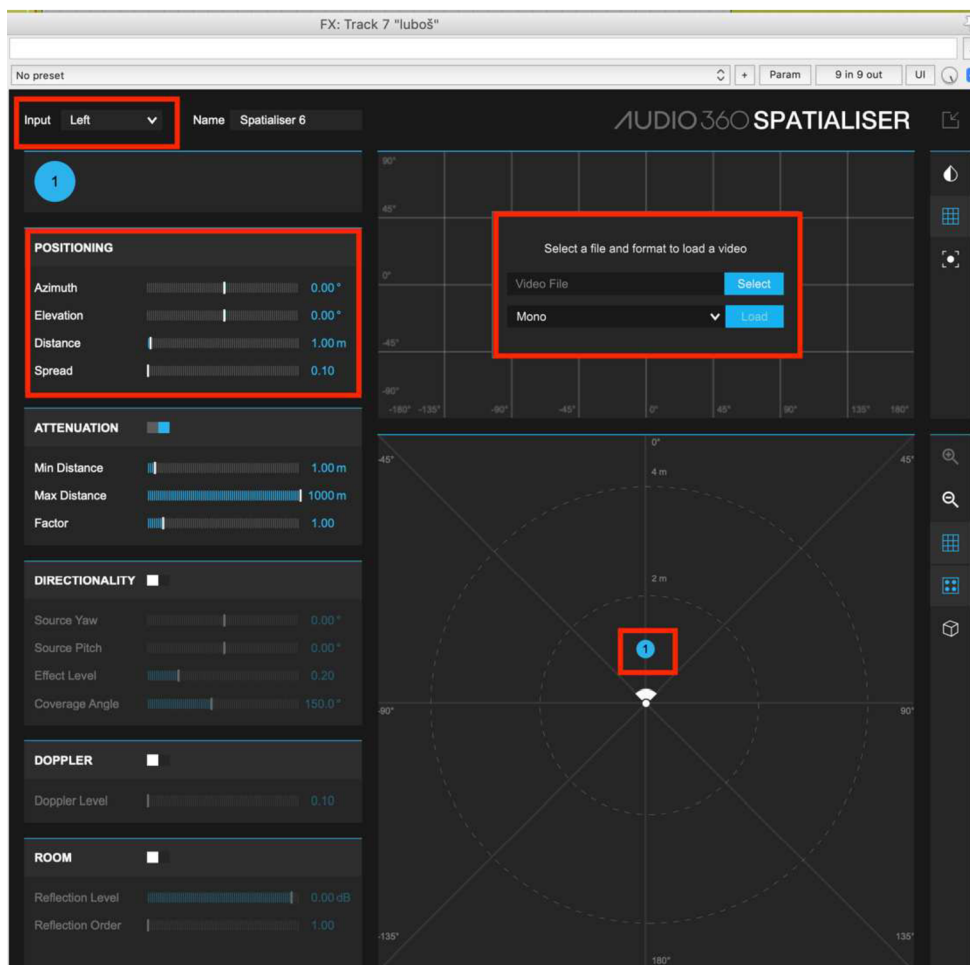 FX: Track 7 "luboš"
No preset
+
Param
9 in 9 out
UI
Input Left
Name Spatialiser 6
AUDIO360 SPATIALISER
1
POSITIONING
Azimuth 0.00°
Elevation 0.00°
Distance 1.00 m
Spread 0.10
ATTENUATION
Min Distance 1.00 m
Max Distance 1000 m
Factor 1.00
DIRECTIONALITY
Source Yaw 0.00°
Source Pitch 0.00°
Effect Level 0.20
Coverage Angle 150.0°
DOPPLER
Doppler Level 0.10
ROOM
Reflection Level 0.00 dB
Reflection Order 1.00
90°
45°
0°
-45°
-90°
-180° -135° -90° -45° 0° 45° 90° 135° 180°
Select a file and format to load a video
Video File Select
Mono Load
0°
-45° 45°
4 m
2 m
1
-90° 90°
-135° 135°
180°